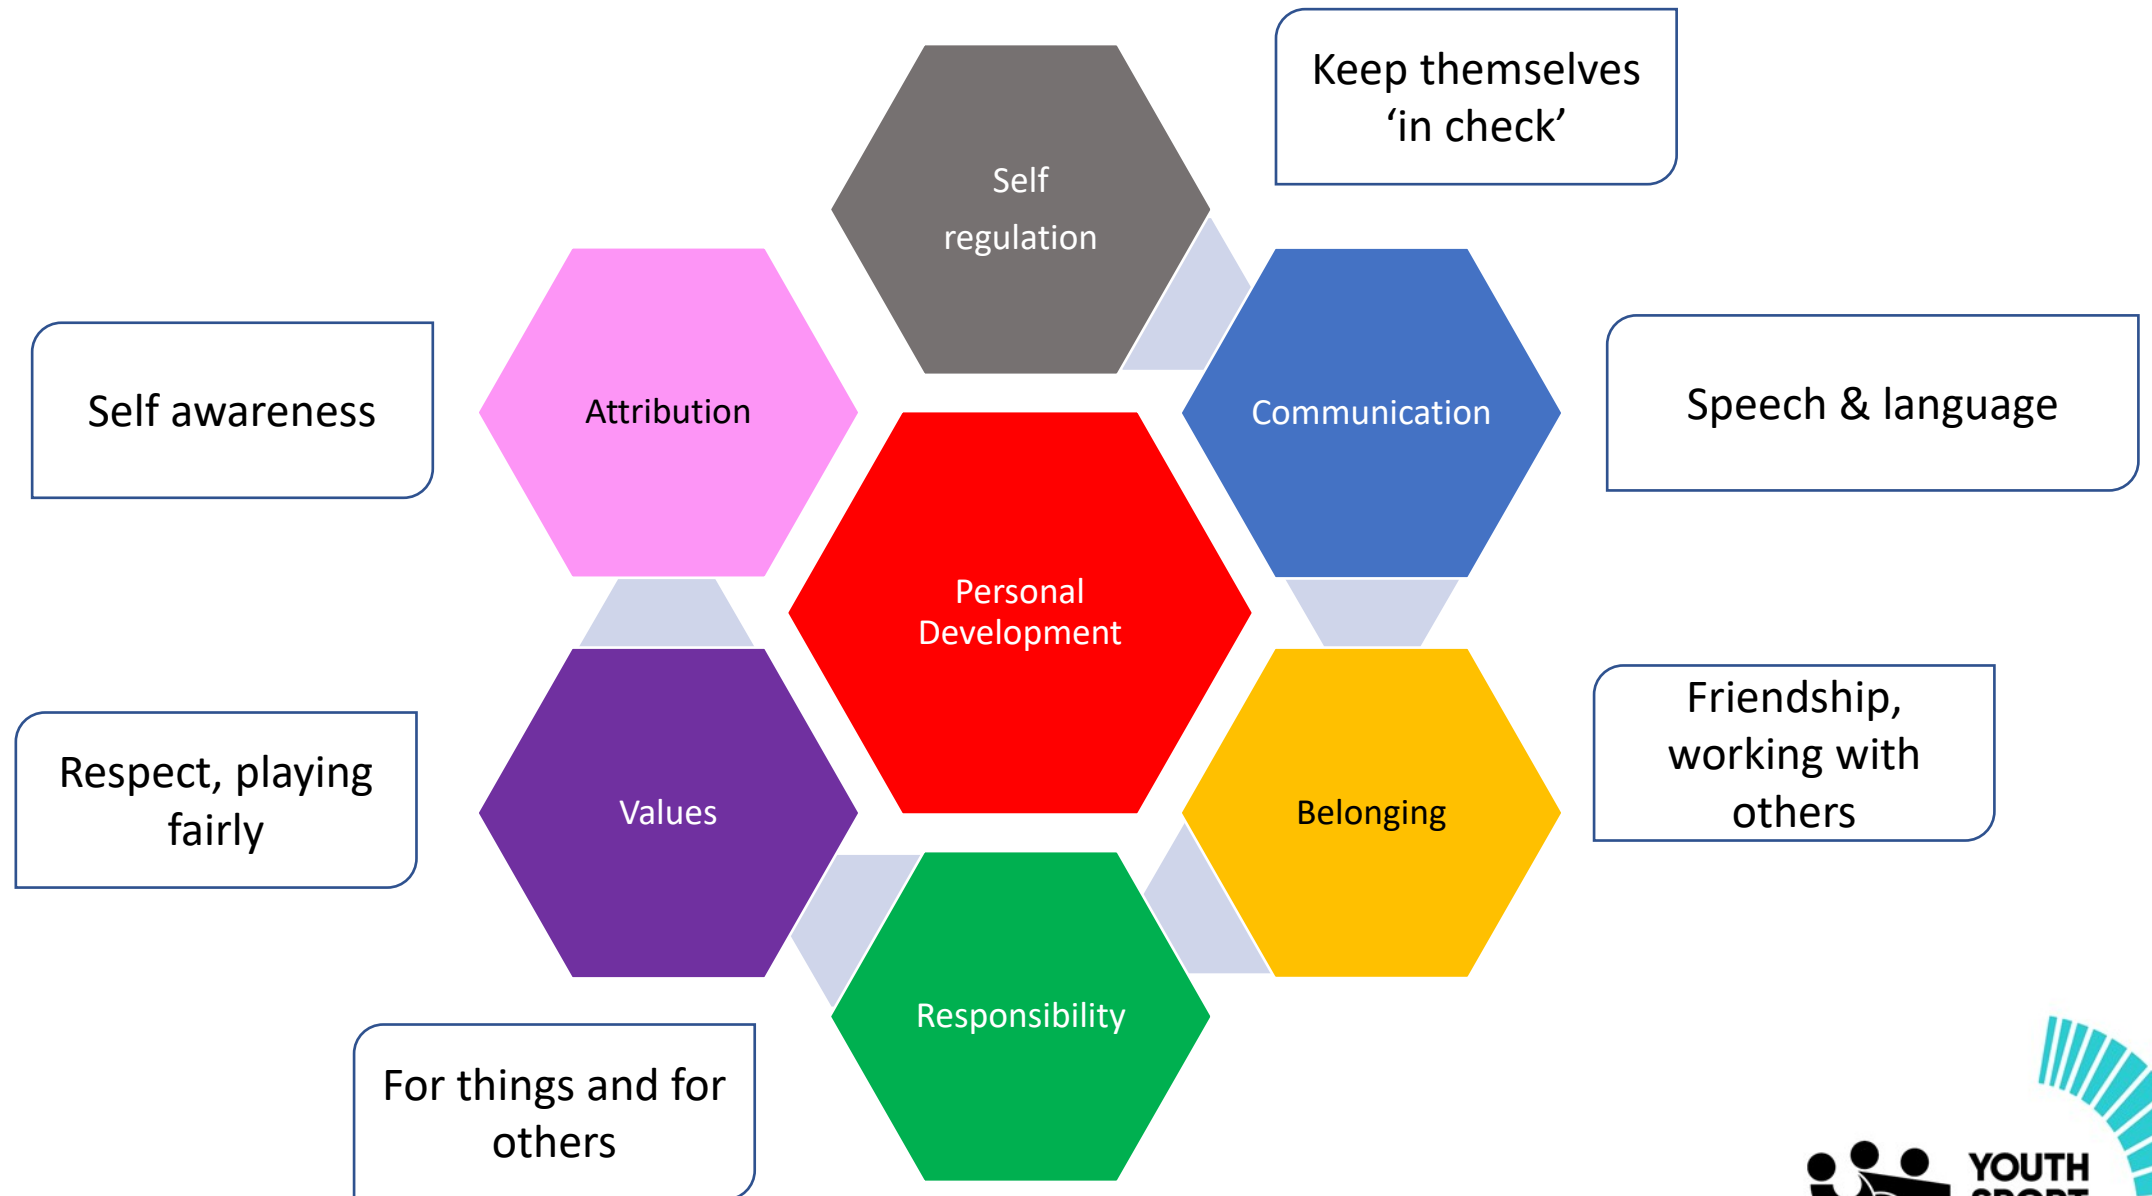 Keep themselves
‘in check’
Self
regulation
Self awareness
Attribution
Communication
Speech & language
Personal
Development
Respect, playing
fairly
Values
Belonging
Friendship,
working with
others
Responsibility
For things and for
others
YOUTH
SPORT